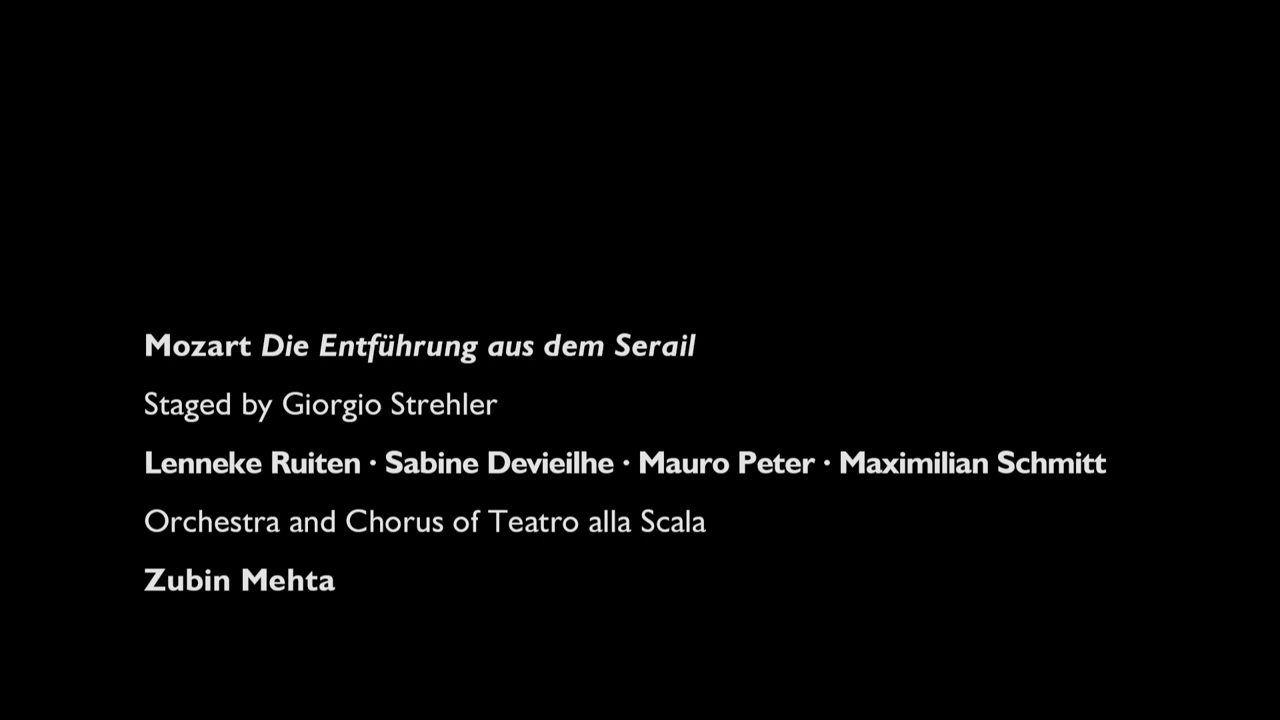 Mozart Die Entführung aus dem Serail
Staged by Giorgio Strehler
Lenneke Ruiten · Sabine Devieilhe · Mauro Peter · Maximilian Schmitt
Orchestra and Chorus of Teatro alla Scala
Zubin Mehta